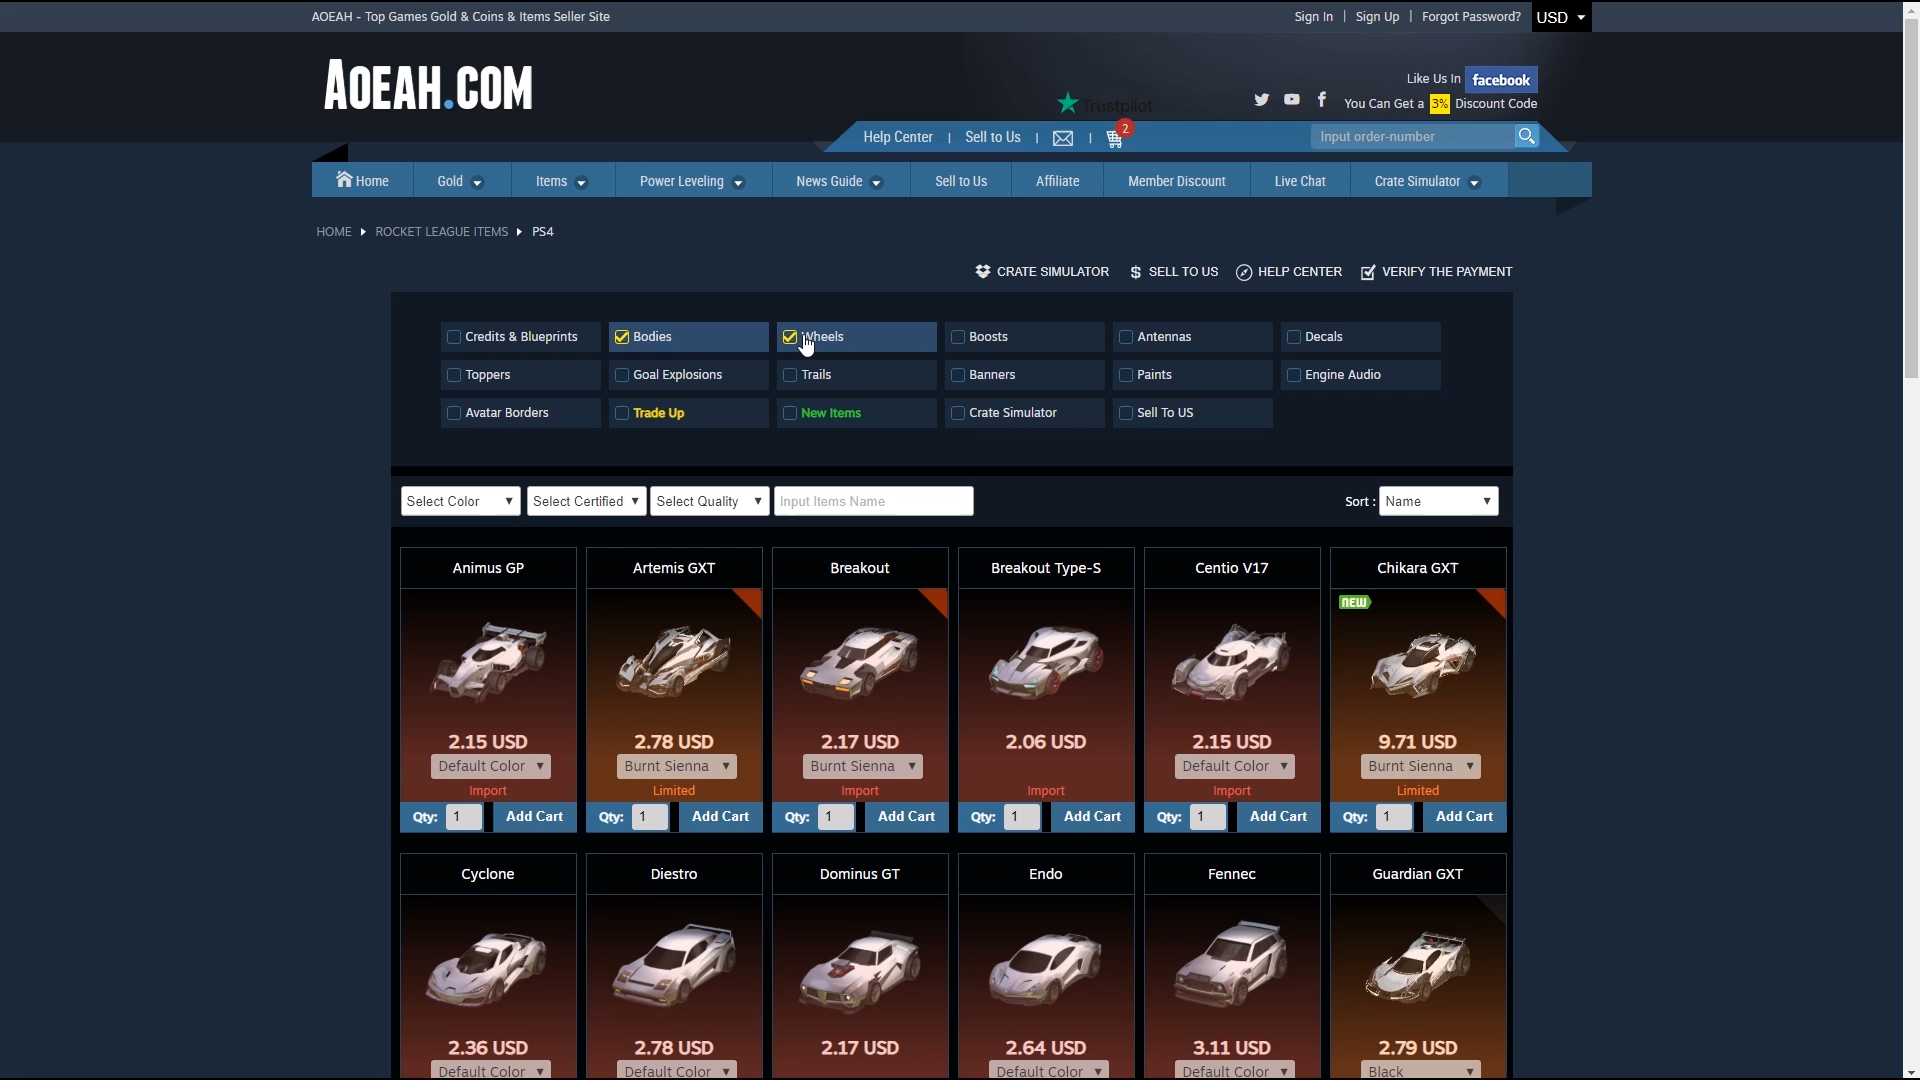 AOEAH - Top Games Gold & Coins & Items Seller Site
Sign In | Sign Up | Forgot Password? USD
AOEAH.COM
Like Us In facebook
Trustpilot
You Can Get a 3% Discount Code
Help Center | Sell to Us | | 2
Input order-number
Home Gold Items Power Leveling News Guide Sell to Us Affiliate Member Discount Live Chat Crate Simulator
HOME ROCKET LEAGUE ITEMS PS4
CRATE SIMULATOR $ SELL TO US HELP CENTER VERIFY THE PAYMENT
Credits & Blueprints Bodies Wheels Boosts Antennas Decals
Toppers Goal Explosions Trails Banners Paints Engine Audio
Avatar Borders Trade Up New Items Crate Simulator Sell To US
Select Color Select Certified Select Quality Input Items Name Sort : Name
Animus GP Artemis GXT Breakout Breakout Type-S Centio V17 Chikara GXT
NEW
2.15 USD 2.78 USD 2.17 USD 2.06 USD 2.15 USD 9.71 USD
Default Color Burnt Sienna Burnt Sienna Default Color Burnt Sienna
Import Limited Import Import Import Limited
Qty: 1 Add Cart Qty: 1 Add Cart Qty: 1 Add Cart Qty: 1 Add Cart Qty: 1 Add Cart Qty: 1 Add Cart
Cyclone Diestro Dominus GT Endo Fennec Guardian GXT
2.36 USD 2.78 USD 2.17 USD 2.64 USD 3.11 USD 2.79 USD
Default Color Default Color Default Color Default Color Black